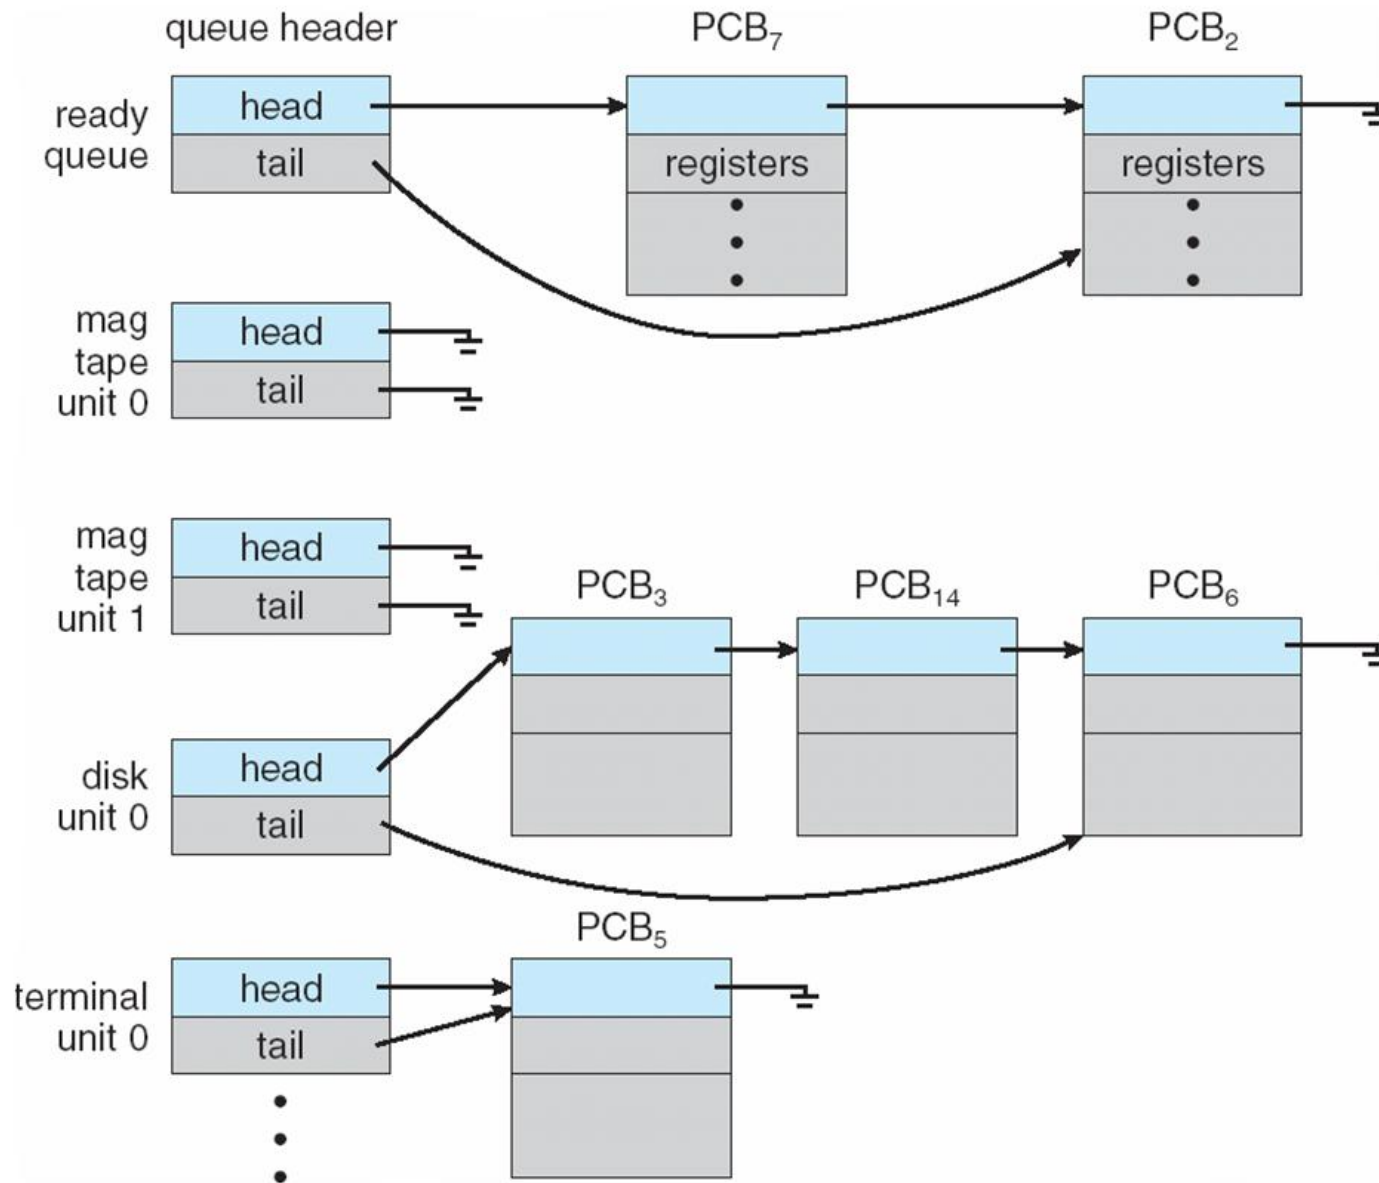 queue header
PCB₇
PCB₂
ready
queue
head
tail
registers
registers
mag
tape
unit 0
head
tail
mag
tape
unit 1
head
tail
PCB₃
PCB₁₄
PCB₆
disk
unit 0
head
tail
PCB₅
terminal
unit 0
head
tail